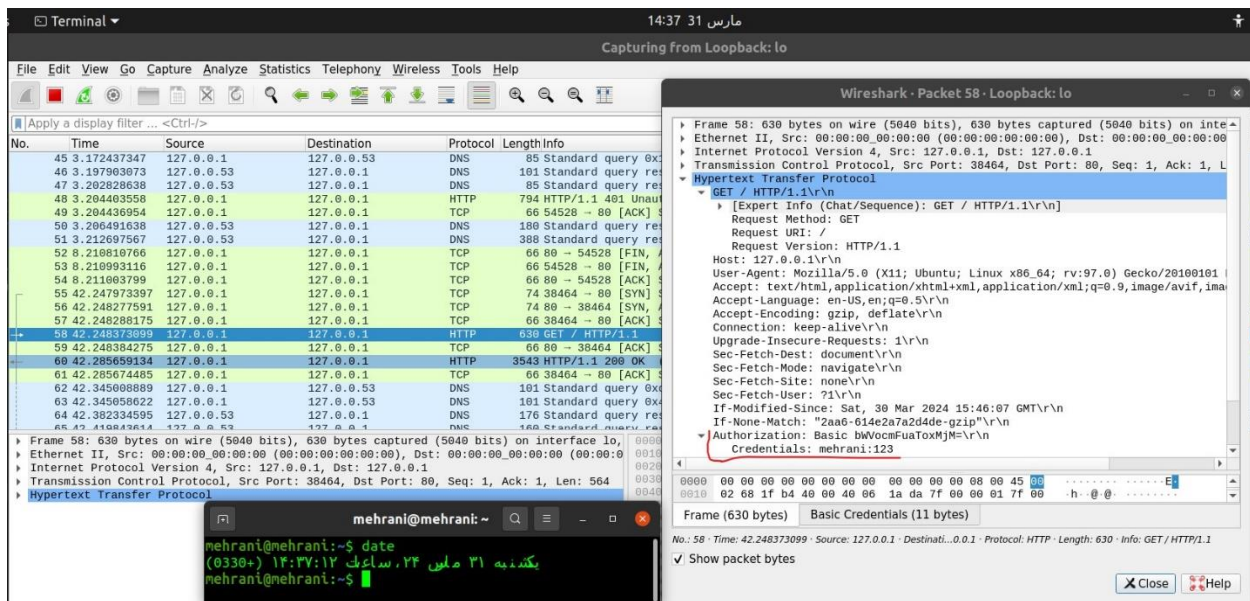 Terminal
14:37 31 مارس
Capturing from Loopback: lo
File Edit View Go Capture Analyze Statistics Telephony Wireless Tools Help
Apply a display filter ... <Ctrl-/>
No. Time Source Destination Protocol Length Info
45 3.172437347 127.0.0.1 127.0.0.53 DNS 85 Standard query
46 3.197903073 127.0.0.53 127.0.0.1 DNS 101 Standard query re
47 3.202828638 127.0.0.53 127.0.0.1 DNS 85 Standard query re
48 3.204403558 127.0.0.1 127.0.0.1 HTTP 794 HTTP/1.1 401 Unau
49 3.204436954 127.0.0.1 127.0.0.1 TCP 66 54528 → 80 [ACK]
50 3.206491638 127.0.0.53 127.0.0.1 DNS 180 Standard query re
51 3.212697567 127.0.0.53 127.0.0.1 DNS 388 Standard query re
52 8.210810766 127.0.0.1 127.0.0.1 TCP 66 80 → 54528 [FIN,
53 8.210993116 127.0.0.1 127.0.0.1 TCP 66 54528 → 80 [FIN,
54 8.211003799 127.0.0.1 127.0.0.1 TCP 66 80 → 54528 [ACK]
55 42.247973397 127.0.0.1 127.0.0.1 TCP 74 38464 → 80 [SYN]
56 42.248277591 127.0.0.1 127.0.0.1 TCP 74 80 → 38464 [SYN,
57 42.248288175 127.0.0.1 127.0.0.1 TCP 66 38464 → 80 [ACK]
58 42.248373099 127.0.0.1 127.0.0.1 HTTP 630 GET / HTTP/1.1
59 42.248384275 127.0.0.1 127.0.0.1 TCP 66 80 → 38464 [ACK]
60 42.285659134 127.0.0.1 127.0.0.1 HTTP 3543 HTTP/1.1 200 OK
61 42.285674485 127.0.0.1 127.0.0.1 TCP 66 38464 → 80 [ACK]
62 42.345008889 127.0.0.1 127.0.0.53 DNS 101 Standard query
63 42.345058622 127.0.0.1 127.0.0.53 DNS 101 Standard query
64 42.382334595 127.0.0.53 127.0.0.1 DNS 176 Standard query re
Frame 58: 630 bytes on wire (5040 bits), 630 bytes captured (5040 bits) on interface lo,
Ethernet II, Src: 00:00:00_00:00:00 (00:00:00:00:00:00), Dst: 00:00:00_00:00:00 (00:00:0
Internet Protocol Version 4, Src: 127.0.0.1, Dst: 127.0.0.1
Transmission Control Protocol, Src Port: 38464, Dst Port: 80, Seq: 1, Ack: 1, Len: 564
Hypertext Transfer Protocol
0000
0010
0020
0030
0040
Wireshark · Packet 58 · Loopback: lo
Frame 58: 630 bytes on wire (5040 bits), 630 bytes captured (5040 bits) on inte
Ethernet II, Src: 00:00:00_00:00:00 (00:00:00:00:00:00), Dst: 00:00:00_00:00:00
Internet Protocol Version 4, Src: 127.0.0.1, Dst: 127.0.0.1
Transmission Control Protocol, Src Port: 38464, Dst Port: 80, Seq: 1, Ack: 1, L
Hypertext Transfer Protocol
GET / HTTP/1.1\r\n
[Expert Info (Chat/Sequence): GET / HTTP/1.1\r\n]
Request Method: GET
Request URI: /
Request Version: HTTP/1.1
Host: 127.0.0.1\r\n
User-Agent: Mozilla/5.0 (X11; Ubuntu; Linux x86_64; rv:97.0) Gecko/20100101
Accept: text/html,application/xhtml+xml,application/xml;q=0.9,image/avif,ima
Accept-Language: en-US,en;q=0.5\r\n
Accept-Encoding: gzip, deflate\r\n
Connection: keep-alive\r\n
Upgrade-Insecure-Requests: 1\r\n
Sec-Fetch-Dest: document\r\n
Sec-Fetch-Mode: navigate\r\n
Sec-Fetch-Site: none\r\n
Sec-Fetch-User: ?1\r\n
If-Modified-Since: Sat, 30 Mar 2024 15:46:07 GMT\r\n
If-None-Match: "2aa6-614e2a7a2d4de-gzip"\r\n
Authorization: Basic bWVocmFuaToxMjM=\r\n
Credentials: mehrani:123
0000 00 00 00 00 00 00 00 00 00 00 00 00 08 00 45 00 ········ ······E·
0010 02 68 1f b4 40 00 40 06 1a da 7f 00 00 01 7f 00 ·h··@·@· ········
Frame (630 bytes) Basic Credentials (11 bytes)
No.: 58 · Time: 42.248373099 · Source: 127.0.0.1 · Destinati…0.0.1 · Protocol: HTTP · Length: 630 · Info: GET / HTTP/1.1
Show packet bytes
Close Help
mehrani@mehrani: ~
mehrani@mehrani:~$ date
یکشنبه ۳۱ مارس ۲۴، ساعت ۱۴:۳۷:۱۲ (+0330)
mehrani@mehrani:~$